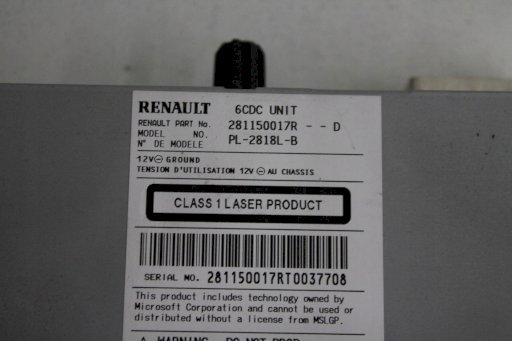 RENAULT 6CDC UNIT
RENAULT PART No. 281150017R - - D
MODEL NO. PL-2818L-B
N° DE MODELE
12V⊖ GROUND
TENSION D'UTILISATION 12V ⊖ AU CHASSIS
CLASS 1 LASER PRODUCT
SERIAL NO. 281150017RT0037708
This product includes technology owned by
Microsoft Corporation and cannot be used or
distributed without a license from MSLGP.